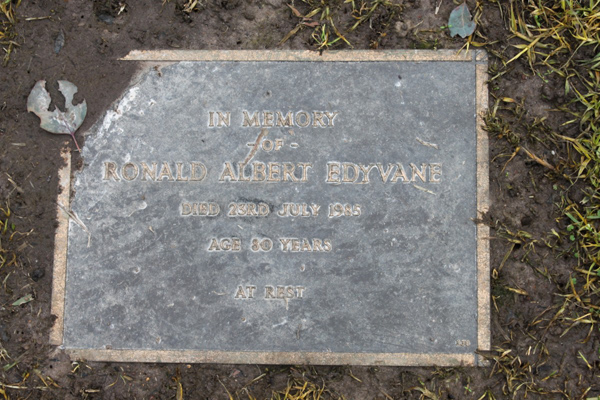 IN MEMORY
- OF -
RONALD ALBERT EDYVANE
DIED 23RD JULY 1985
AGE 80 YEARS
AT REST